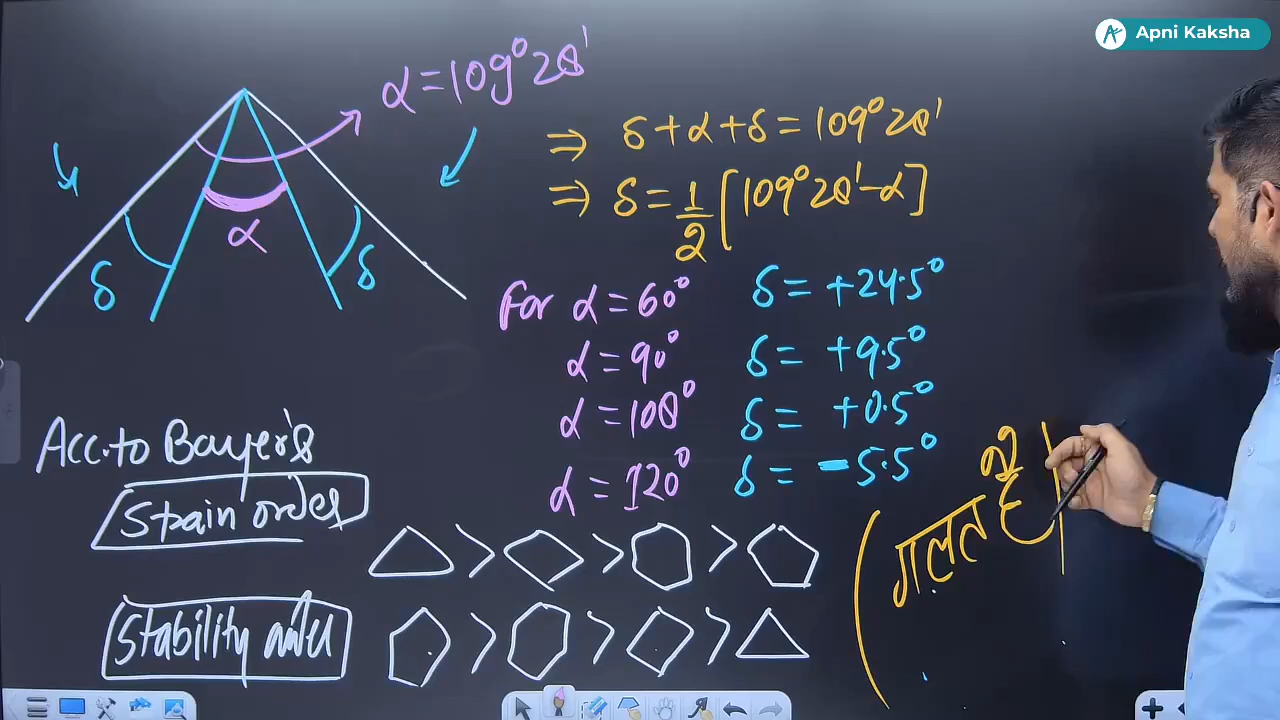 Apni Kaksha
α = 109°28'
⇒ δ + α + δ = 109°28'
⇒ δ = 1/2 [109°28' - α]
α
δ
δ
For α = 60° δ = +24.5°
α = 90° δ = +9.5°
α = 108° δ = +0.5°
α = 120° δ = -5.5°
Acc. to Bayer's
Strain order
> > >
(गलत है)
Stability order
> > >